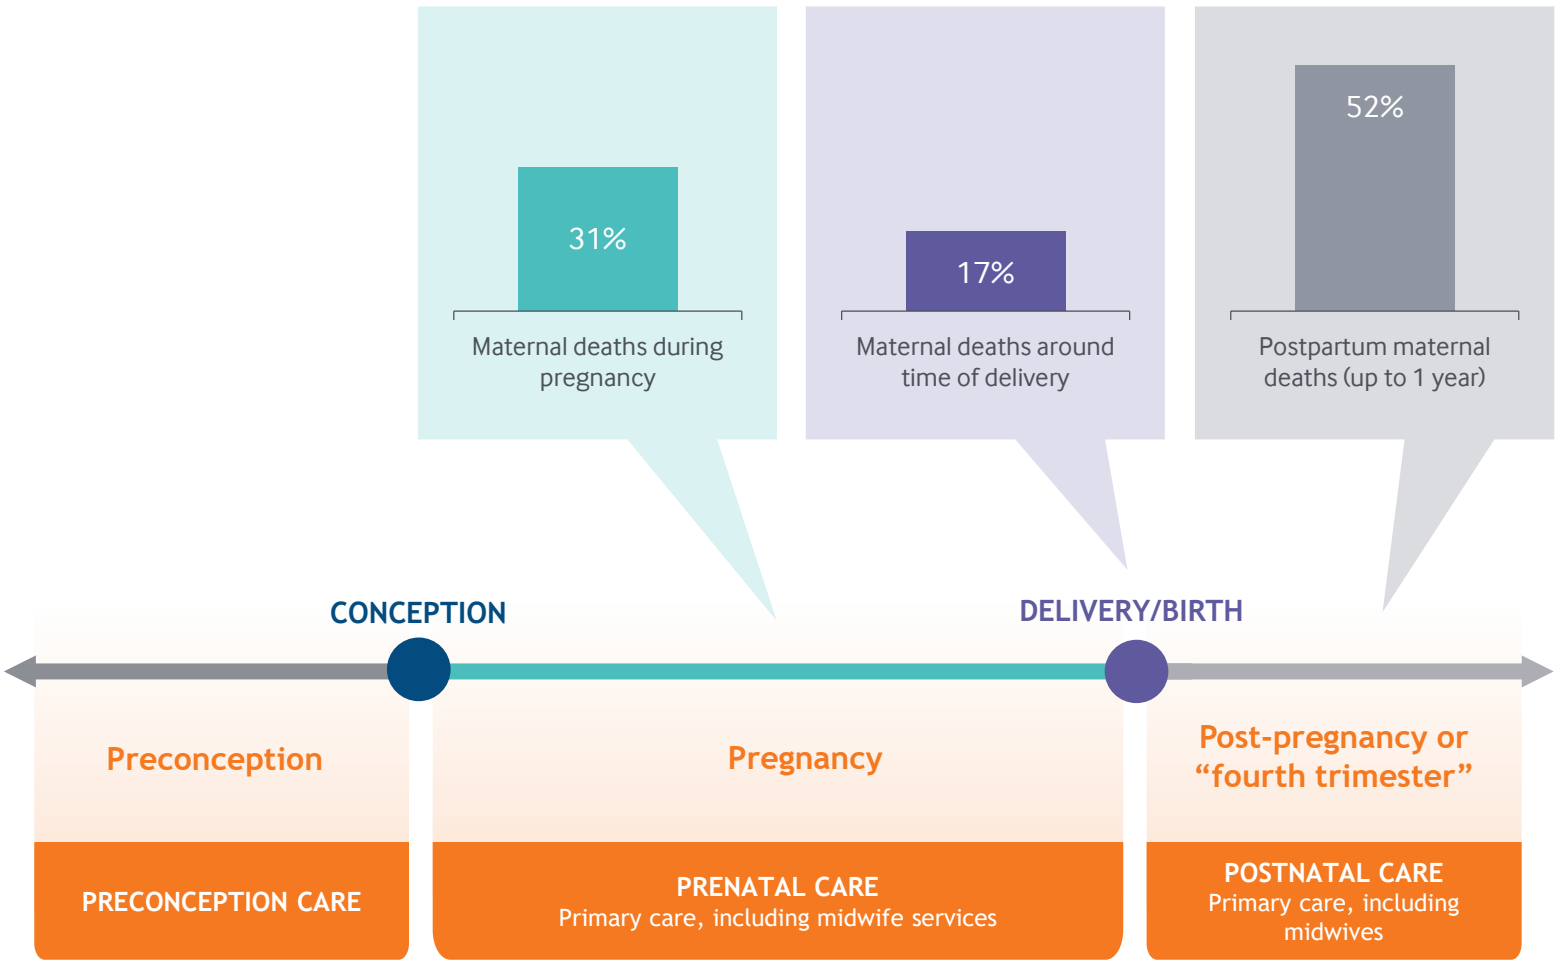 31%
Maternal deaths during
pregnancy
17%
Maternal deaths around
time of delivery
52%
Postpartum maternal
deaths (up to 1 year)
CONCEPTION
DELIVERY/BIRTH
Preconception
Pregnancy
Post-pregnancy or
“fourth trimester”
PRECONCEPTION CARE
PRENATAL CARE
Primary care, including midwife services
POSTNATAL CARE
Primary care, including
midwives